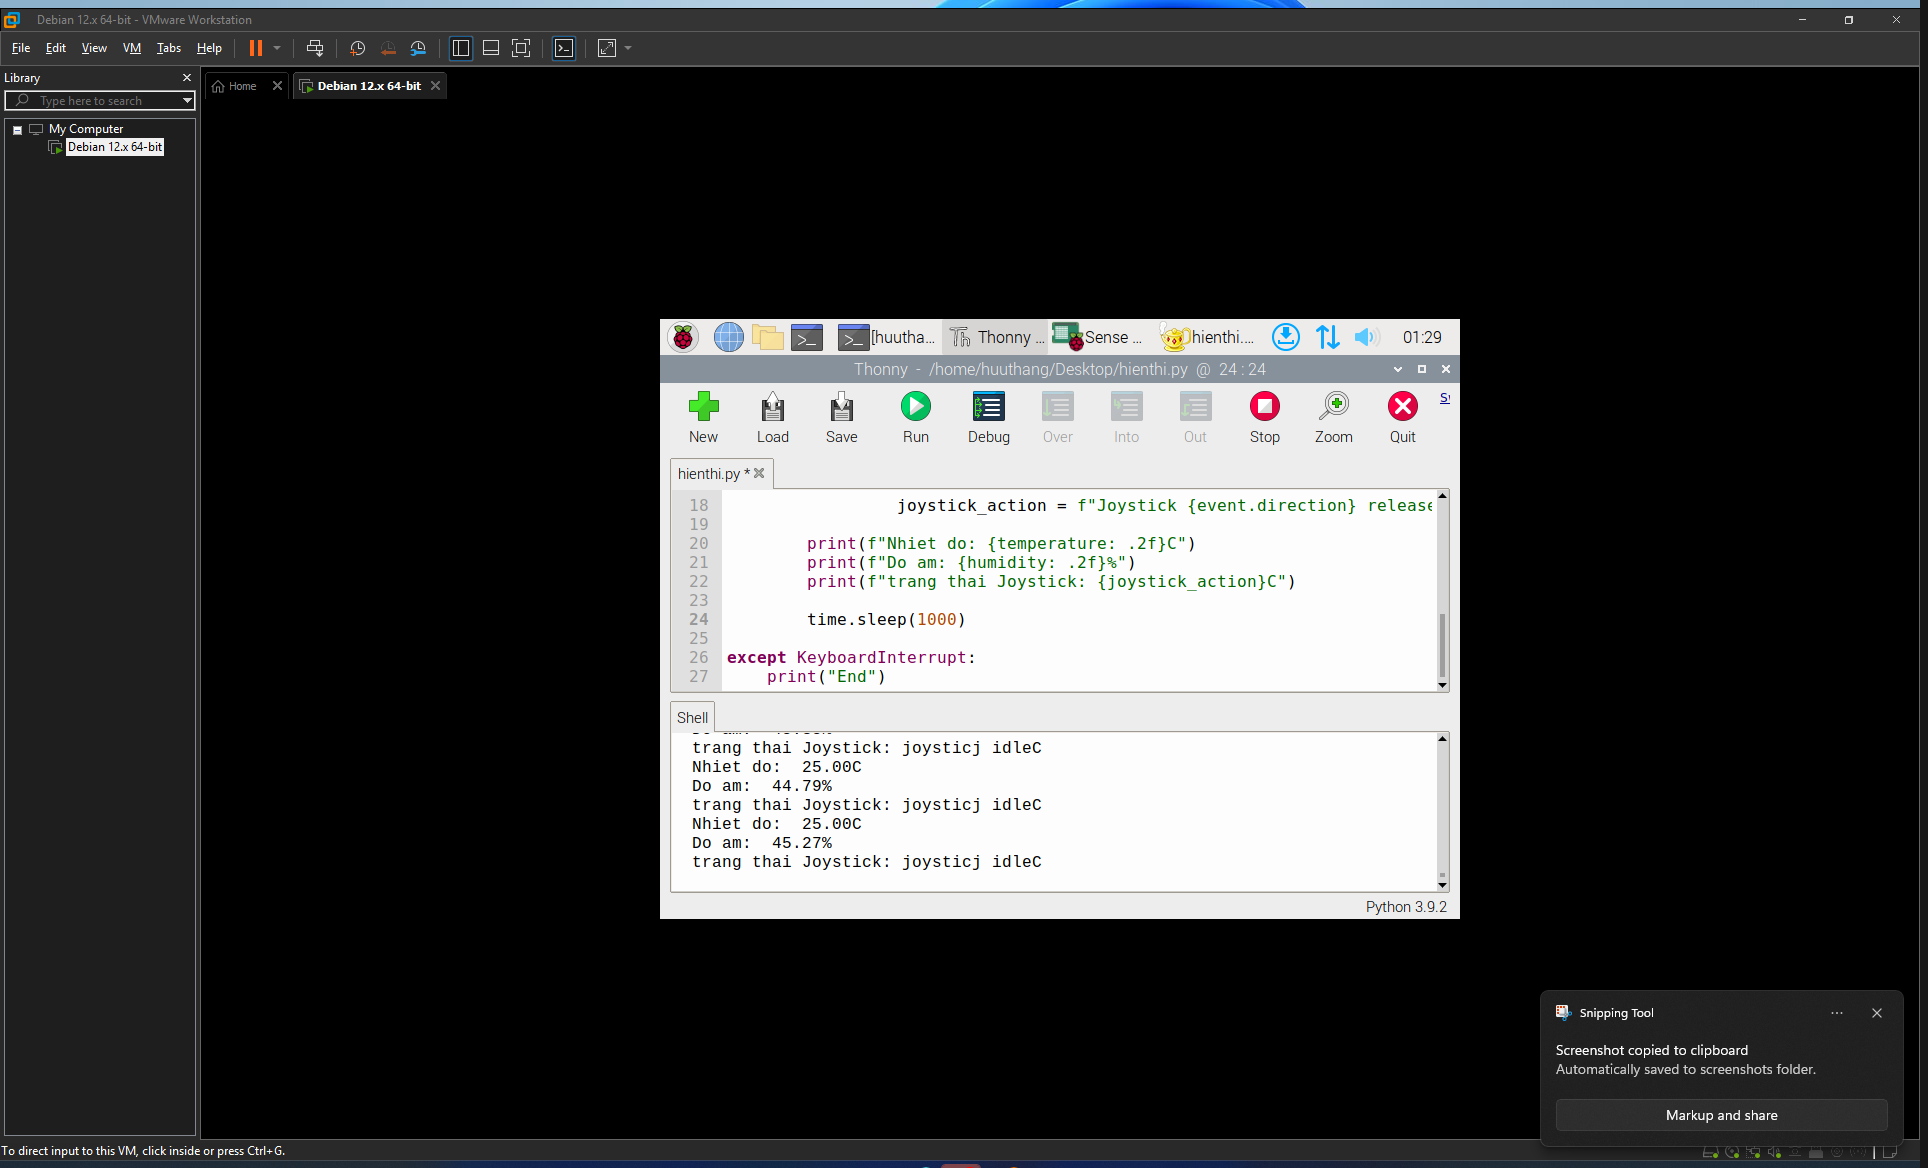 Debian 12.x 64-bit - VMware Workstation
File Edit View VM Tabs Help
Library
Type here to search
My Computer
Debian 12.x 64-bit
Home
Debian 12.x 64-bit
[huutha...
Thonny ...
Sense ...
hienthi....
01:29
Thonny - /home/huuthang/Desktop/hienthi.py @ 24 : 24
New Load Save Run Debug Over Into Out Stop Zoom Quit
hienthi.py *
18 joystick_action = f"Joystick {event.direction} release
19
20 print(f"Nhiet do: {temperature: .2f}C")
21 print(f"Do am: {humidity: .2f}%")
22 print(f"trang thai Joystick: {joystick_action}C")
23
24 time.sleep(1000)
25
26 except KeyboardInterrupt:
27 print("End")
Shell
trang thai Joystick: joysticj idleC
Nhiet do:  25.00C
Do am:  44.79%
trang thai Joystick: joysticj idleC
Nhiet do:  25.00C
Do am:  45.27%
trang thai Joystick: joysticj idleC
Python 3.9.2
Snipping Tool
Screenshot copied to clipboard
Automatically saved to screenshots folder.
Markup and share
To direct input to this VM, click inside or press Ctrl+G.